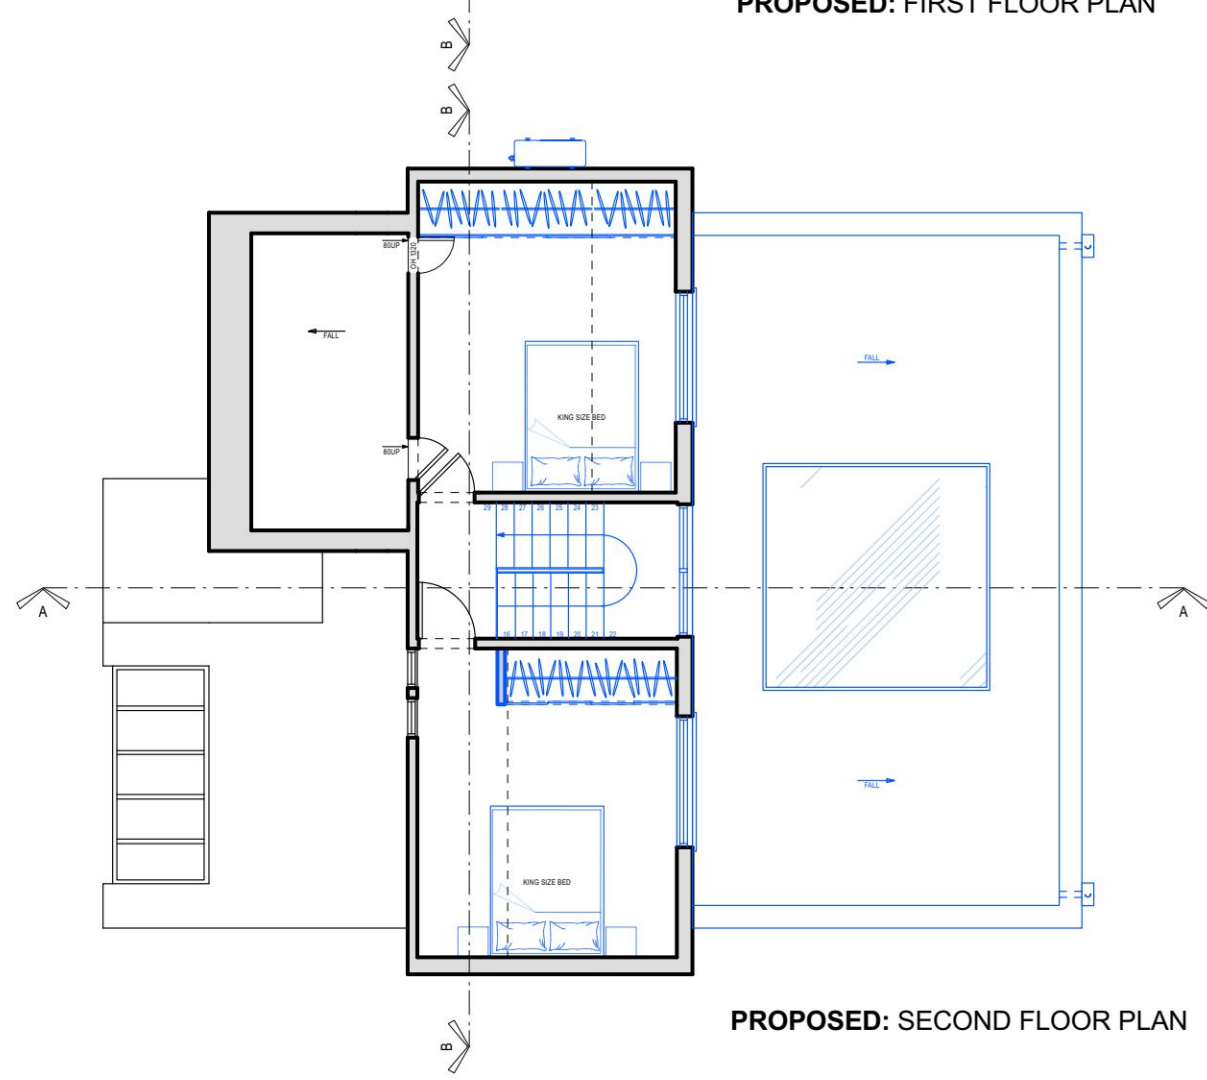 PROPOSED: FIRST FLOOR PLAN
B
B
80UP
OH 1320
FALL
FALL
KING SIZE BED
80UP
29 28 27 26 25 24 23
A
A
16 17 18 19 20 21 22
FALL
KING SIZE BED
PROPOSED: SECOND FLOOR PLAN
B